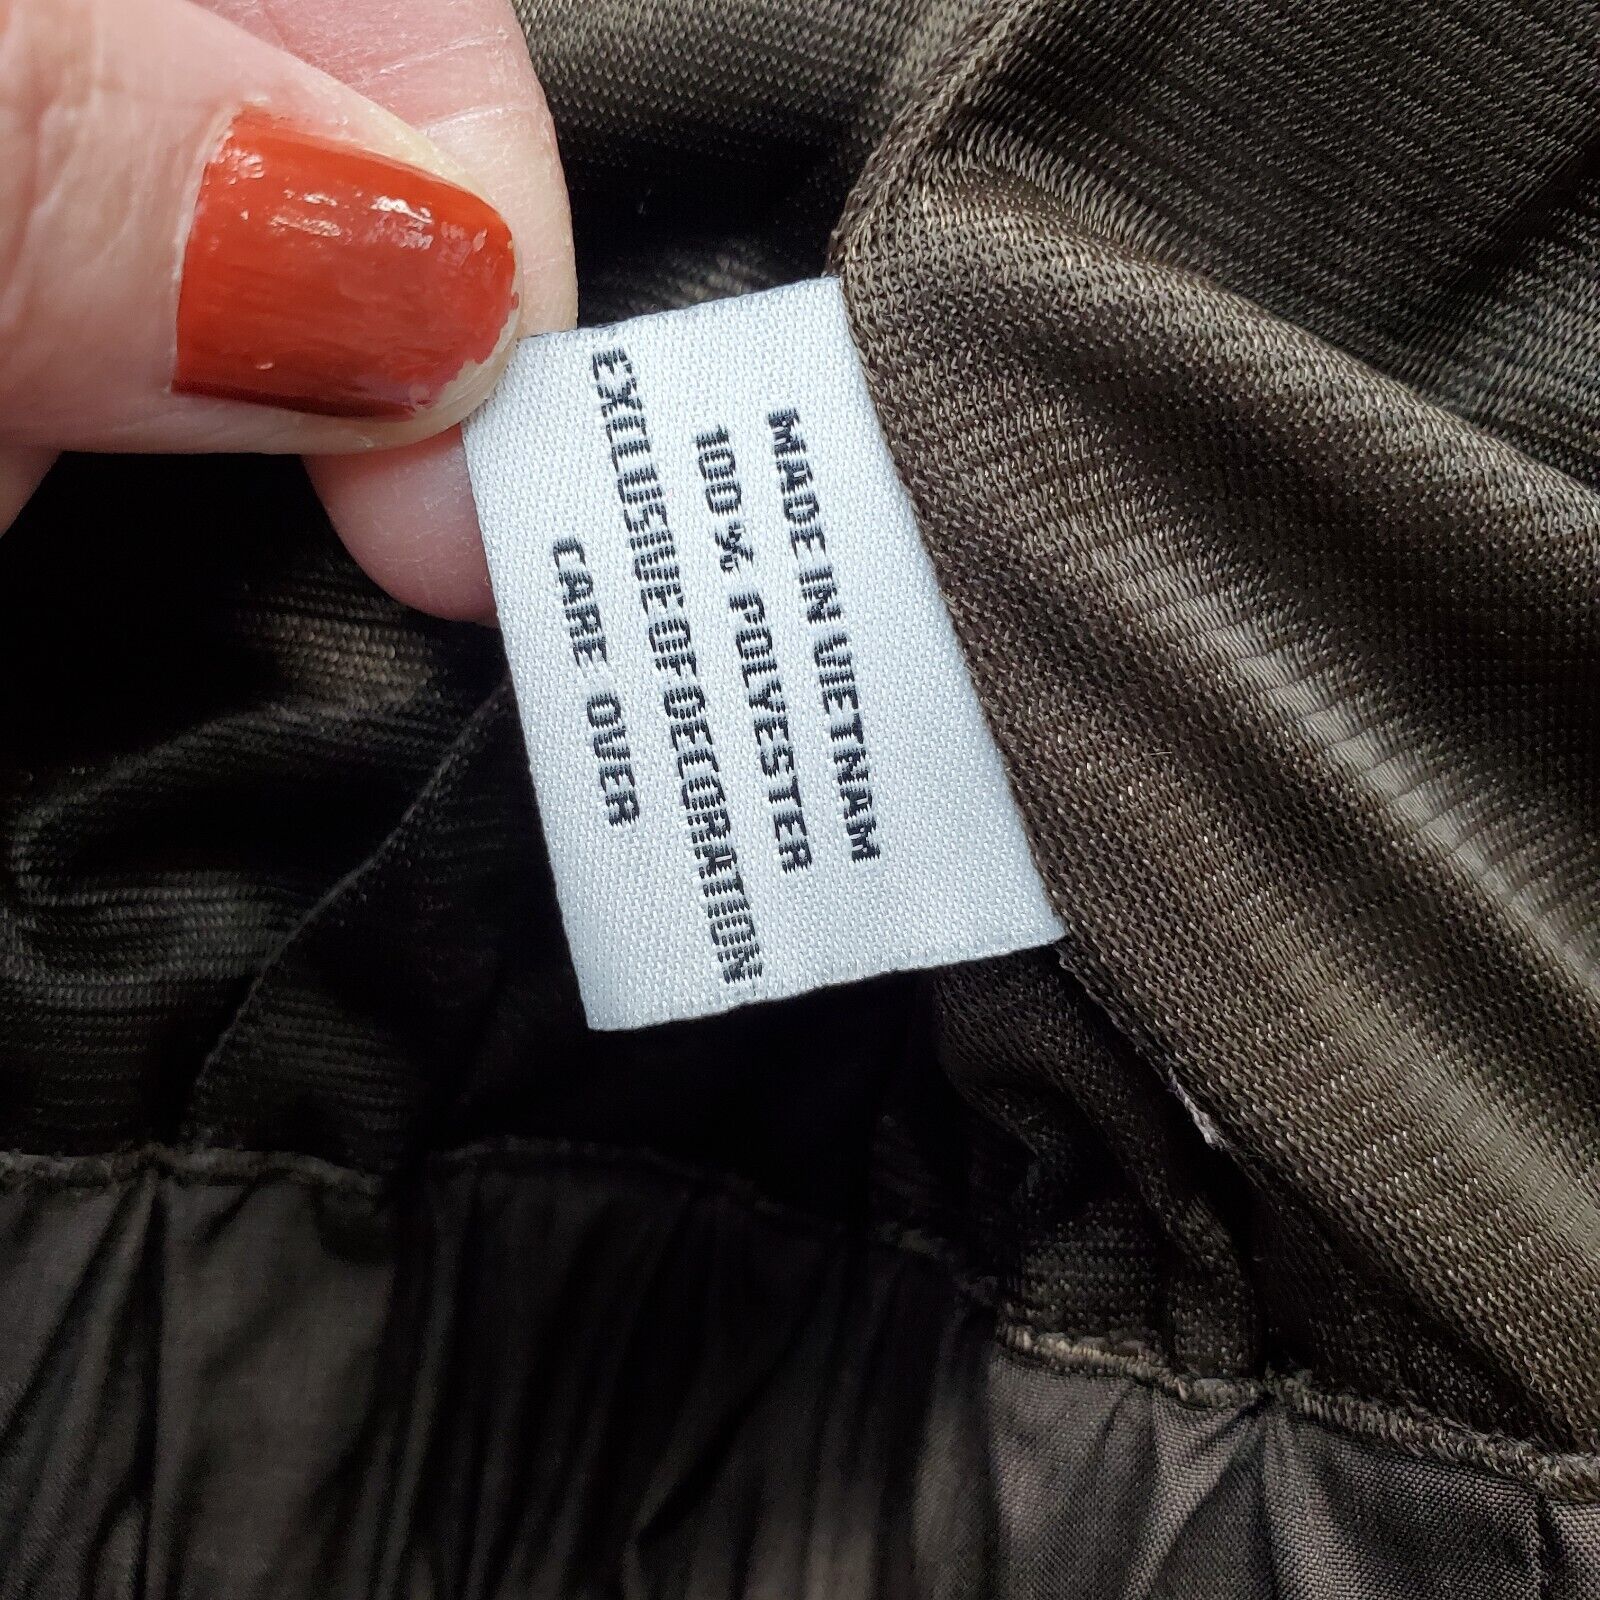 MADE IN VIETNAM
100% POLYESTER
EXCLUSIVE OF DECORATION
CARE OVER